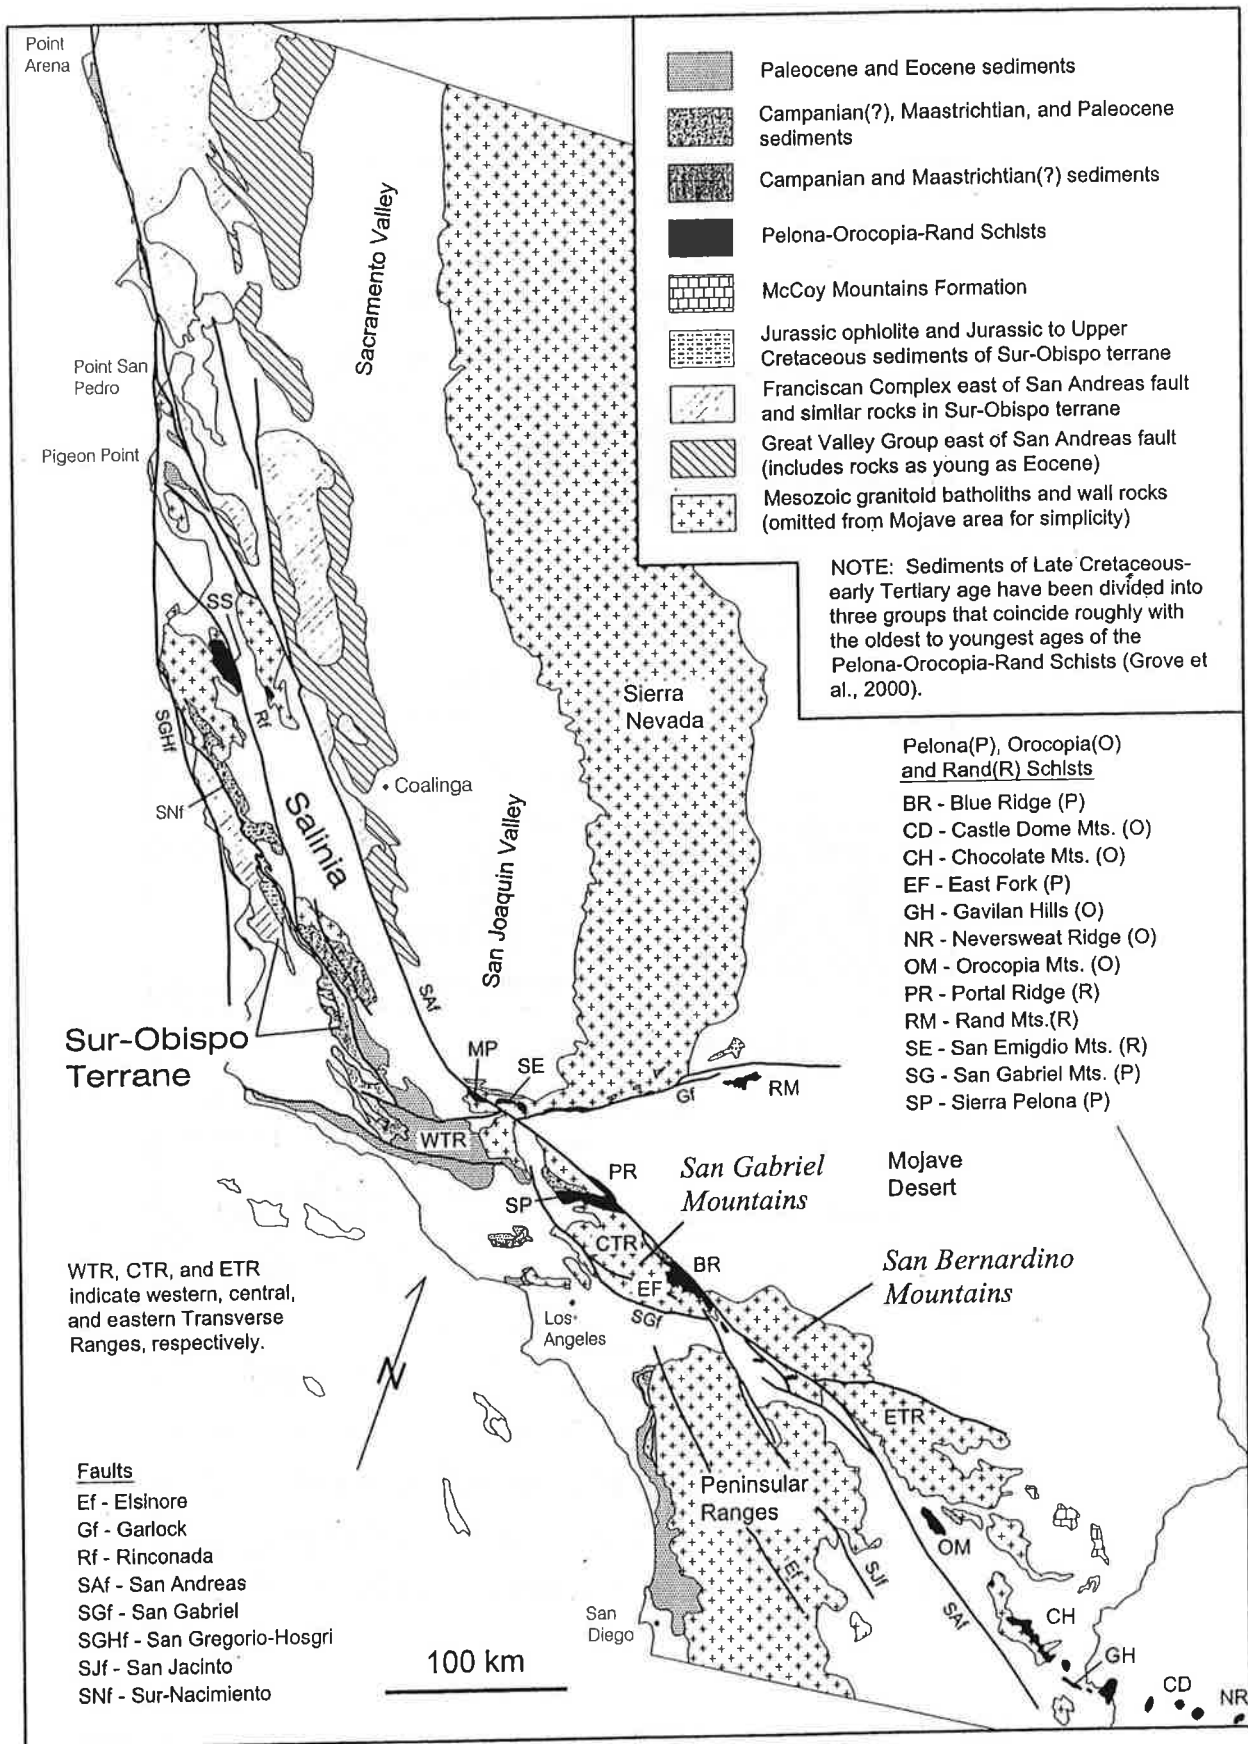 Point
Arena
Sacramento Valley
Point San
Pedro
Pigeon Point
SS
Rf
SGHf
SNf
Salinia
Coalinga
San Joaquin Valley
Sierra
Nevada
SAf
Sur-Obispo
Terrane
MP
SE
Gf
RM
WTR
PR
SP
San Gabriel
Mountains
Mojave
Desert
CTR
BR
EF
San Bernardino
Mountains
SGf
Los
Angeles
ETR
Peninsular
Ranges
OM
Ef
SJf
SAf
San
Diego
CH
GH
CD
NR
Paleocene and Eocene sediments
Campanian(?), Maastrichtian, and Paleocene
sediments
Campanian and Maastrichtian(?) sediments
Pelona-Orocopia-Rand Schists
McCoy Mountains Formation
Jurassic ophiolite and Jurassic to Upper
Cretaceous sediments of Sur-Obispo terrane
Franciscan Complex east of San Andreas fault
and similar rocks in Sur-Obispo terrane
Great Valley Group east of San Andreas fault
(includes rocks as young as Eocene)
Mesozoic granitoid batholiths and wall rocks
(omitted from Mojave area for simplicity)
NOTE: Sediments of Late Cretaceous-
early Tertiary age have been divided into
three groups that coincide roughly with
the oldest to youngest ages of the
Pelona-Orocopia-Rand Schists (Grove et
al., 2000).
Pelona(P), Orocopia(O)
and Rand(R) Schists
BR - Blue Ridge (P)
CD - Castle Dome Mts. (O)
CH - Chocolate Mts. (O)
EF - East Fork (P)
GH - Gavilan Hills (O)
NR - Neversweat Ridge (O)
OM - Orocopia Mts. (O)
PR - Portal Ridge (R)
RM - Rand Mts.(R)
SE - San Emigdio Mts. (R)
SG - San Gabriel Mts. (P)
SP - Sierra Pelona (P)
WTR, CTR, and ETR
indicate western, central,
and eastern Transverse
Ranges, respectively.
N
Faults
Ef - Elsinore
Gf - Garlock
Rf - Rinconada
SAf - San Andreas
SGf - San Gabriel
SGHf - San Gregorio-Hosgri
SJf - San Jacinto
SNf - Sur-Nacimiento
100 km